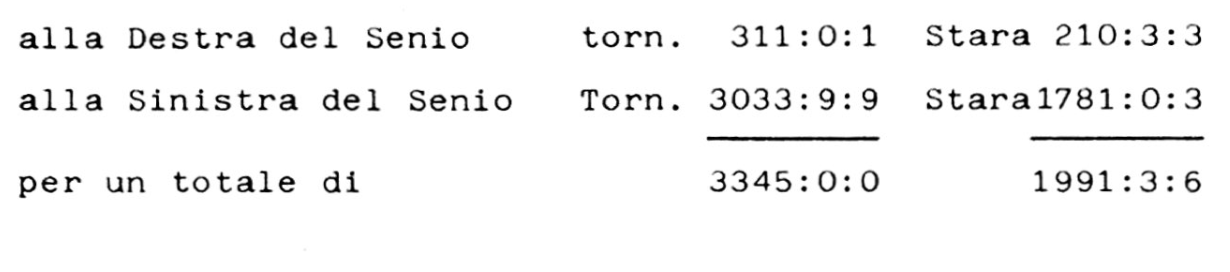 alla Destra del Senio torn. 311:0:1 Stara 210:3:3
alla Sinistra del Senio Torn. 3033:9:9 Stara1781:0:3
per un totale di 3345:0:0 1991:3:6